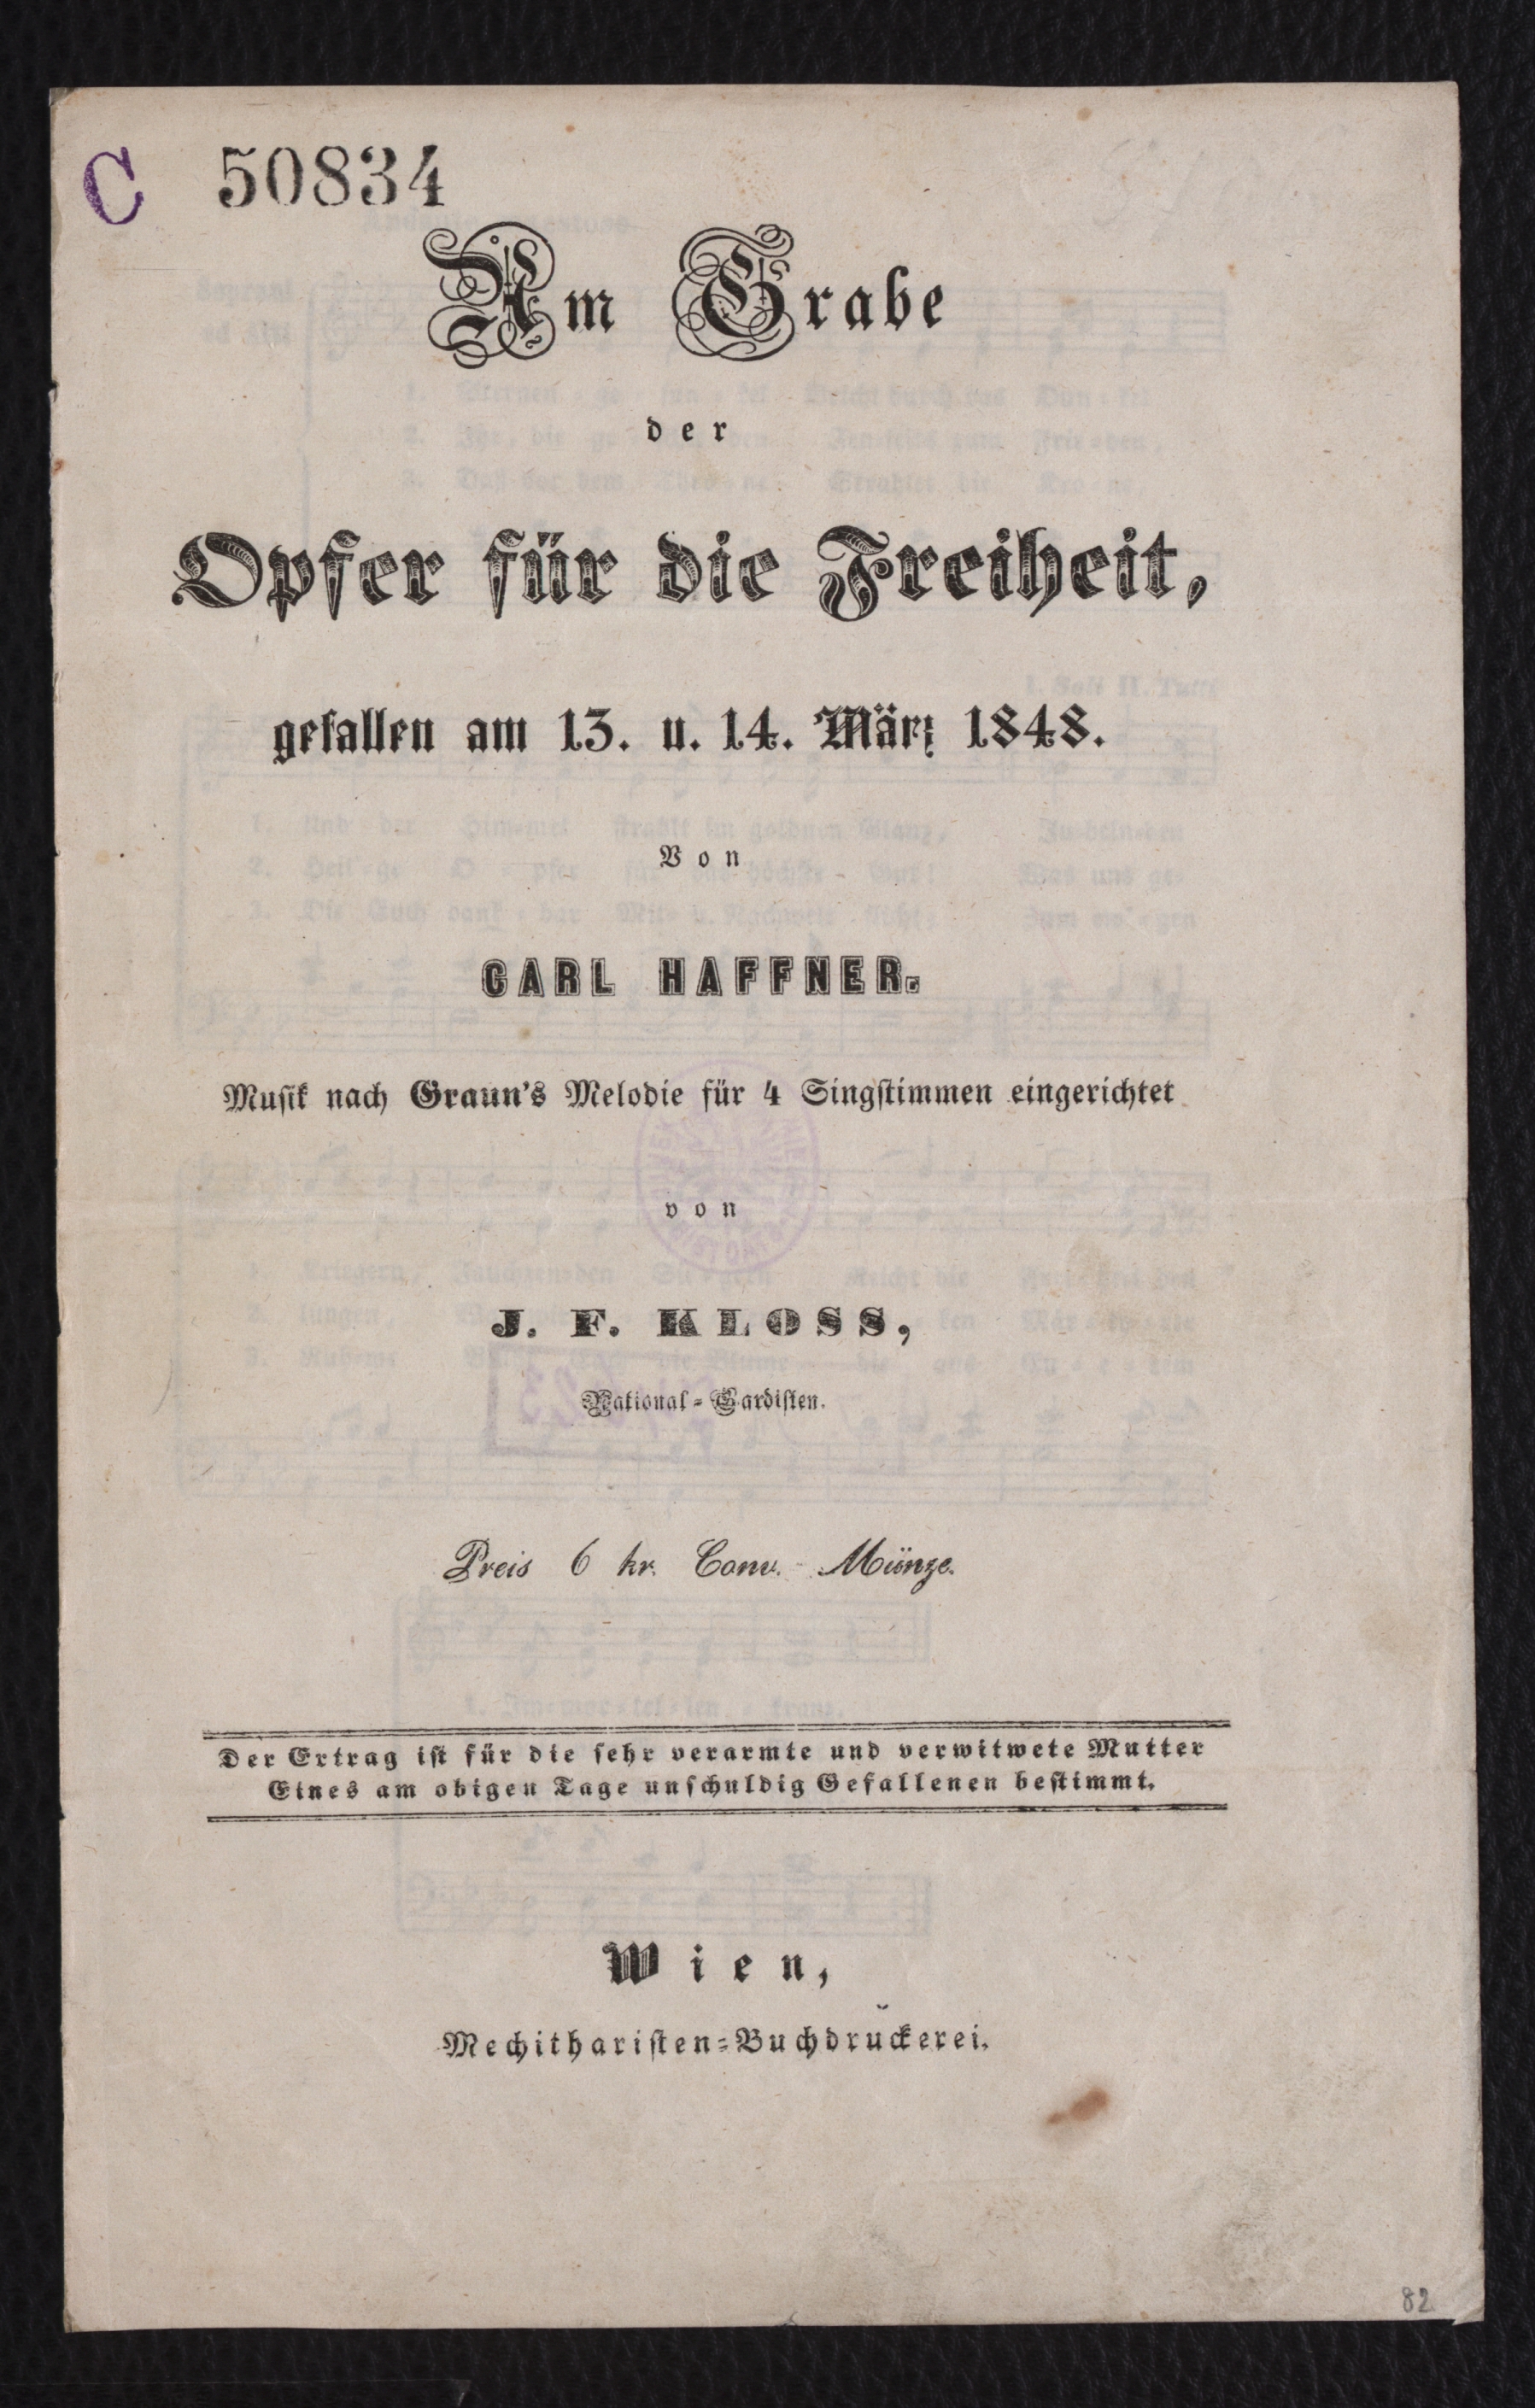 C 50834
Am Grabe
der
Opfer für die Freiheit,
gefallen am 13. u. 14. März 1848.
Von
CARL HAFFNER.
Musik nach Graun's Melodie für 4 Singstimmen eingerichtet
von
J. F. KLOSS,
National-Gardisten.
Preis 6 kr. Conv. - Münze.
Der Ertrag ist für die sehr verarmte und verwitwete Mutter
Eines am obigen Tage unschuldig Gefallenen bestimmt.
Wien,
Mechitharisten-Buchdruckerei.
82